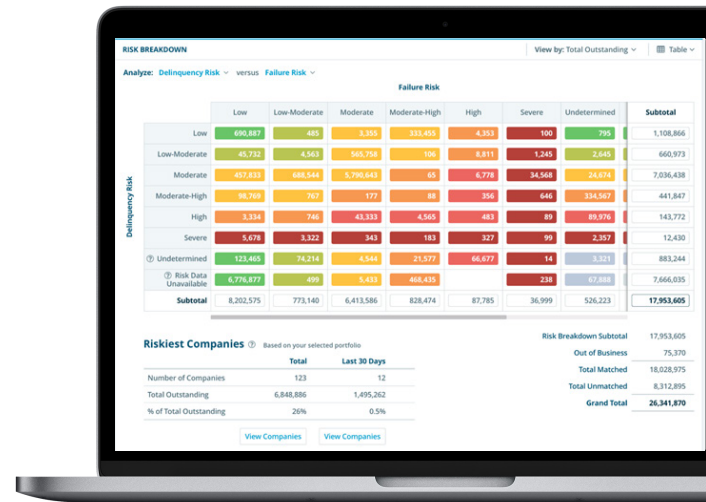 RISK BREAKDOWN View by: Total Outstanding Table
Analyze: Delinquency Risk versus Failure Risk
Failure Risk
Low Low-Moderate Moderate Moderate-High High Severe Undetermined Subtotal
Delinquency Risk
Low 690,887 485 3,355 333,455 4,353 100 795 1,108,866
Low-Moderate 45,732 4,563 565,758 106 8,811 1,245 2,645 660,973
Moderate 457,833 688,544 5,790,643 65 6,778 34,568 24,674 7,036,438
Moderate-High 98,769 767 177 88 356 646 334,567 441,847
High 3,334 746 43,333 4,565 483 89 89,976 143,772
Severe 5,678 3,322 343 183 327 99 2,357 12,430
? Undetermined 123,465 74,214 4,544 21,577 66,677 14 3,321 883,244
? Risk Data
Unavailable 6,776,877 499 5,433 468,435 238 67,888 7,666,035
Subtotal 8,202,575 773,140 6,413,586 828,474 87,785 36,999 526,223 17,953,605
Riskiest Companies ? Based on your selected portfolio
Total Last 30 Days
Number of Companies 123 12
Total Outstanding 6,848,886 1,495,262
% of Total Outstanding 26% 0.5%
View Companies View Companies
Risk Breakdown Subtotal 17,953,605
Out of Business 75,370
Total Matched 18,028,975
Total Unmatched 8,312,895
Grand Total 26,341,870